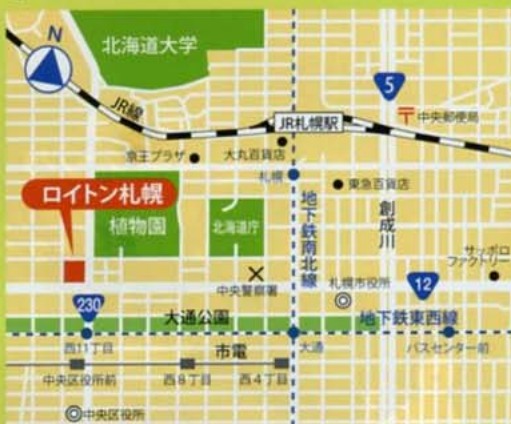 N
北海道大学
5
中央郵便局
JR線
JR札幌駅
京王プラザ
大丸百貨店
札幌
東急百貨店
ロイトン札幌
植物園
北海道庁
地下鉄南北線
創成川
サッポロ
ファクトリー
中央警察署
札幌市役所
12
230
大通公園
地下鉄東西線
西11丁目
市電
大通
バスセンター前
中央区役所前
西8丁目
西4丁目
中央区役所